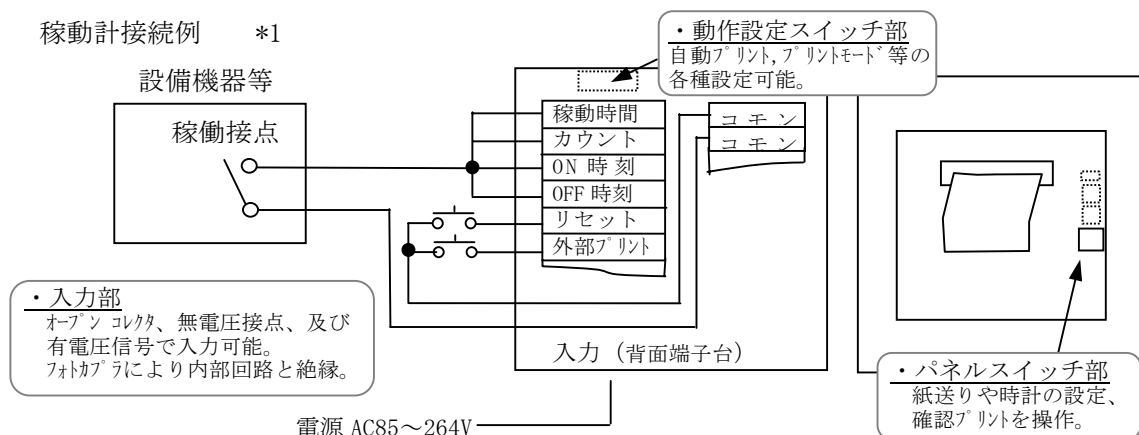 稼動計接続例 *1
・動作設定スイッチ部
自動プリント,プリントモード等の
各種設定可能。
設備機器等
稼働接点
稼動時間
カウント
ON 時刻
OFF 時刻
リセット
外部プリント
コモン
コモン
・入力部
オープン コレクタ、無電圧接点、及び
有電圧信号で入力可能。
フォトカプラにより内部回路と絶縁。
入力（背面端子台）
・パネルスイッチ部
紙送りや時計の設定、
確認プリントを操作。
電源 AC85～264V